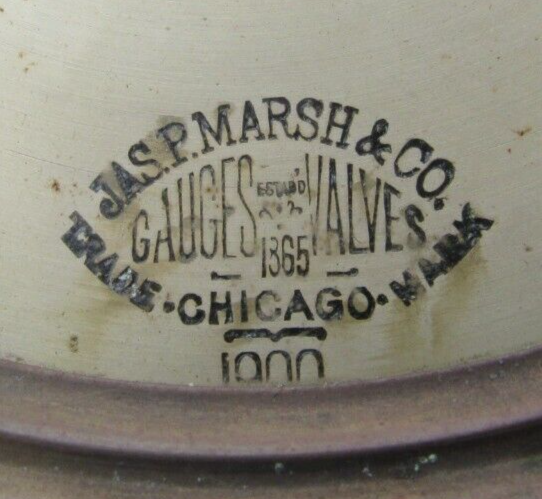 JAS. P. MARSH & CO.
GAUGES ESTAB'D VALVES
1865
TRADE · CHICAGO · MARK
1900